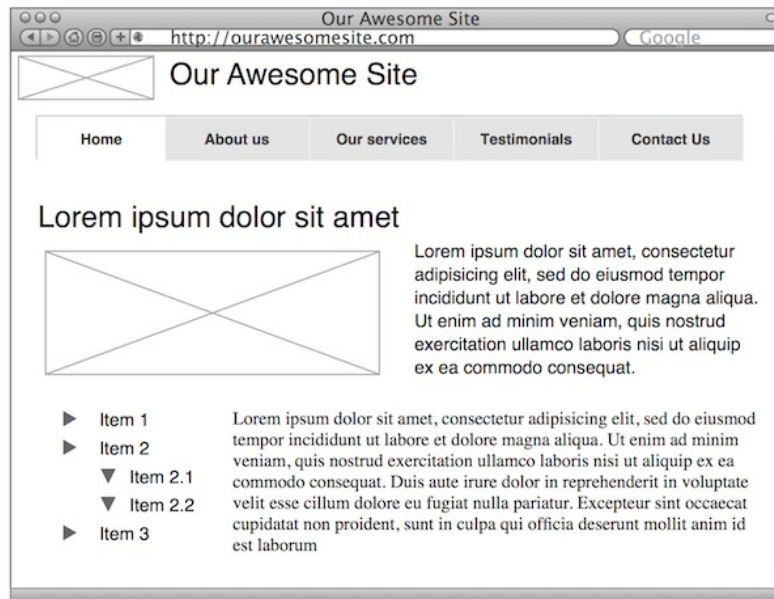 Our Awesome Site
http://ourawesomesite.com
Google
Our Awesome Site
Home About us Our services Testimonials Contact Us
Lorem ipsum dolor sit amet
Lorem ipsum dolor sit amet, consectetur
adipisicing elit, sed do eiusmod tempor
incididunt ut labore et dolore magna aliqua.
Ut enim ad minim veniam, quis nostrud
exercitation ullamco laboris nisi ut aliquip
ex ea commodo consequat.
Item 1
Item 2
Item 2.1
Item 2.2
Item 3
Lorem ipsum dolor sit amet, consectetur adipisicing elit, sed do eiusmod
tempor incididunt ut labore et dolore magna aliqua. Ut enim ad minim
veniam, quis nostrud exercitation ullamco laboris nisi ut aliquip ex ea
commodo consequat. Duis aute irure dolor in reprehenderit in voluptate
velit esse cillum dolore eu fugiat nulla pariatur. Excepteur sint occaecat
cupidatat non proident, sunt in culpa qui officia deserunt mollit anim id
est laborum